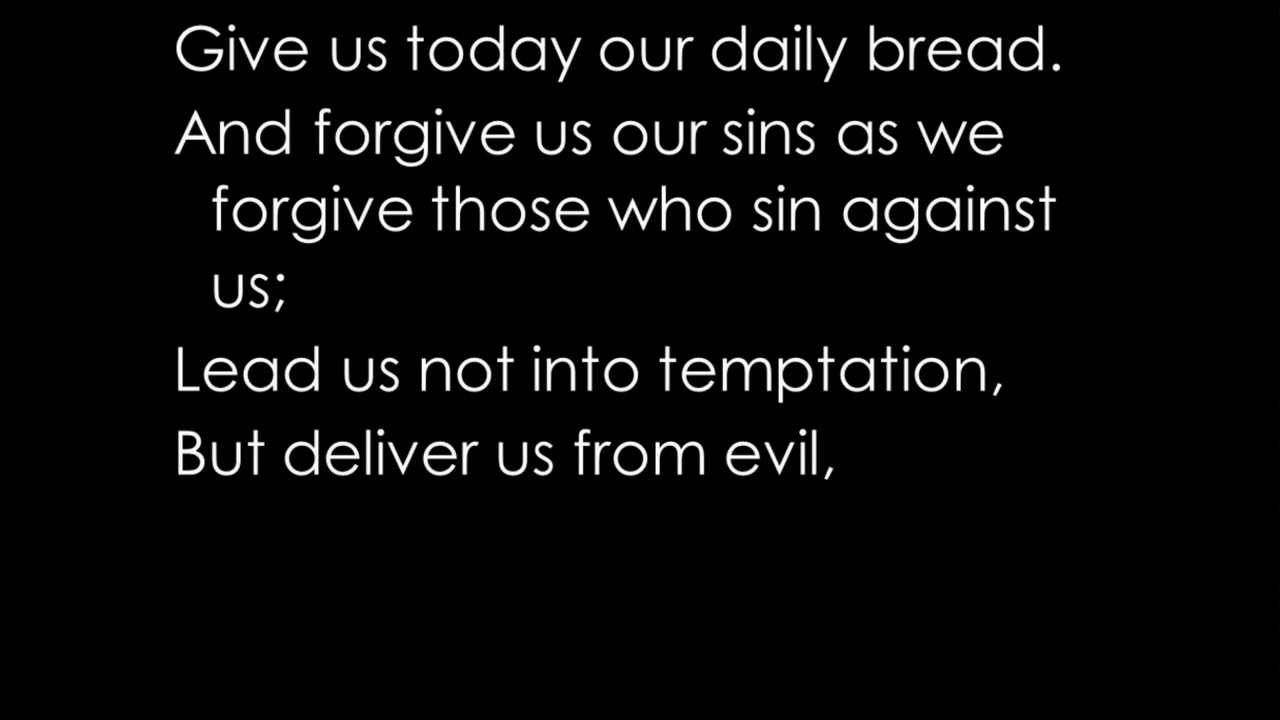 Give us today our daily bread.
And forgive us our sins as we
forgive those who sin against
us;
Lead us not into temptation,
But deliver us from evil,